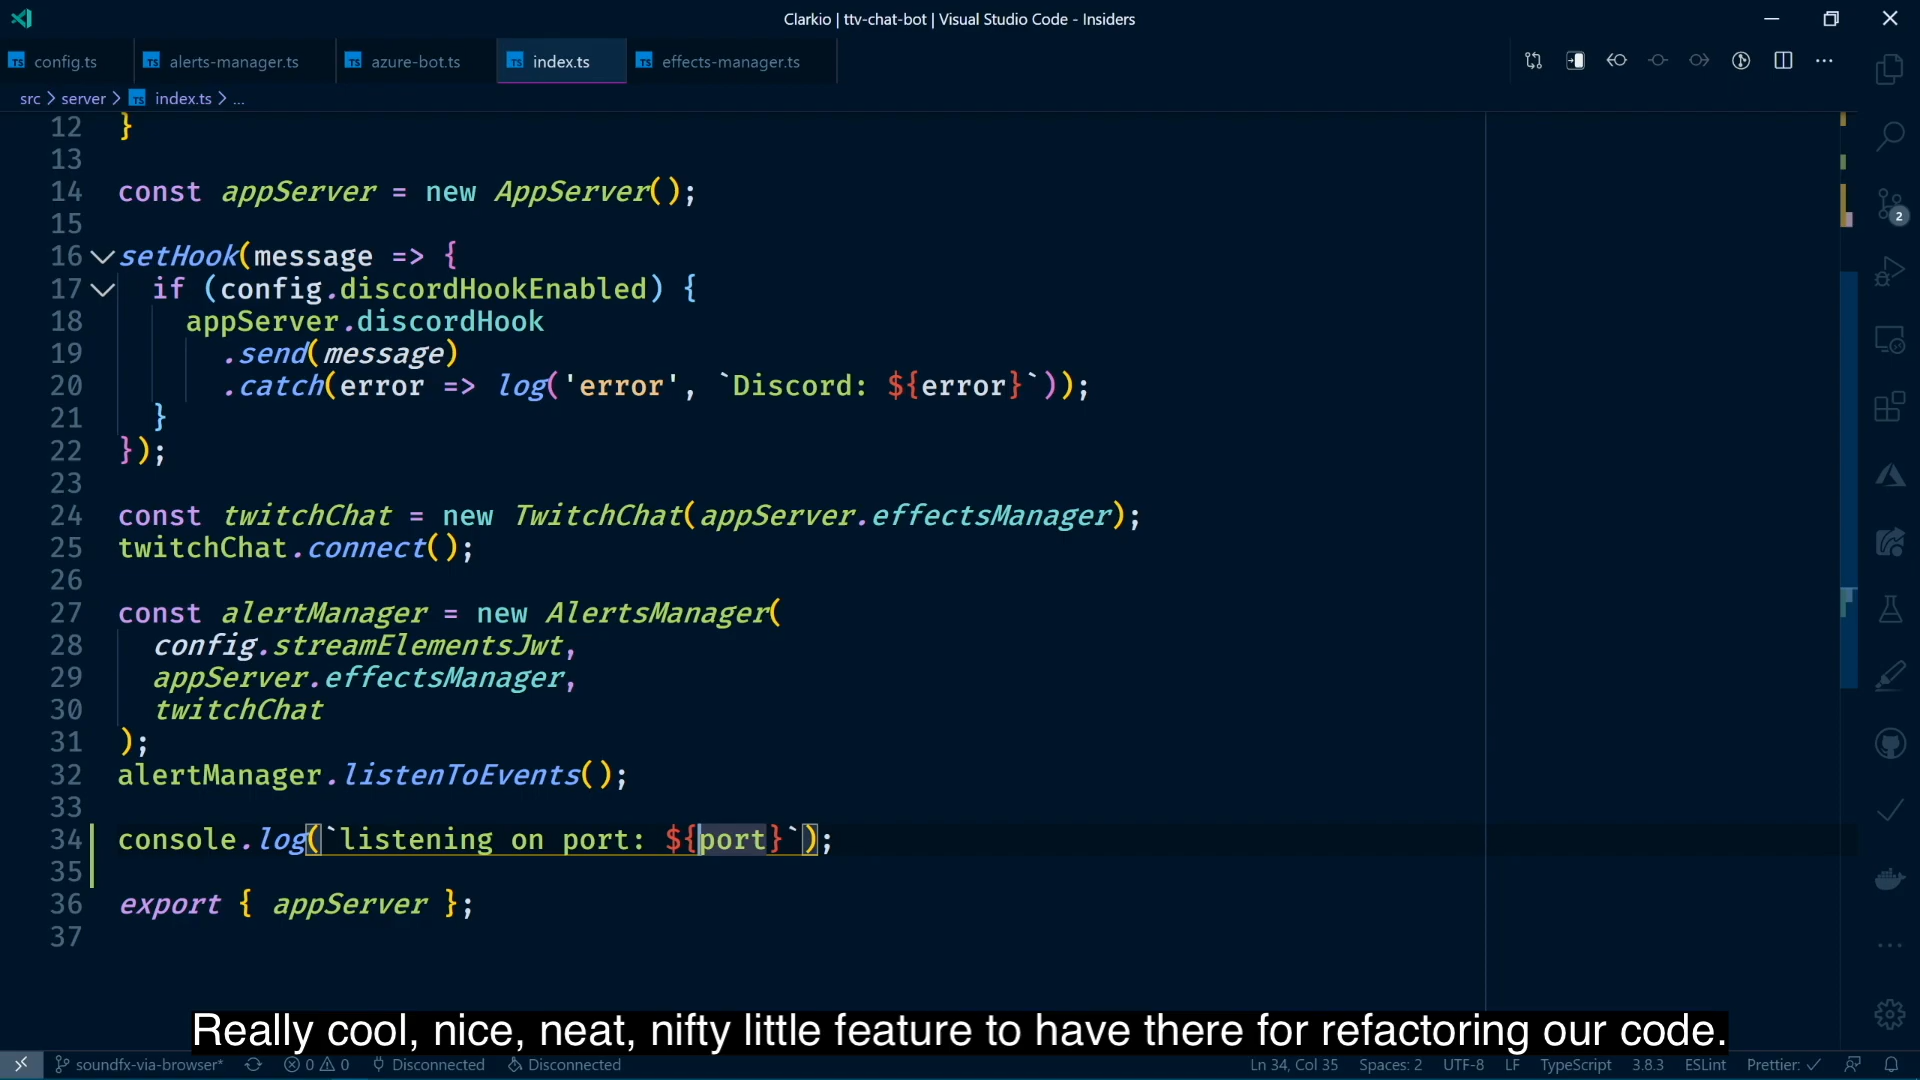 Clarkio | ttv-chat-bot | Visual Studio Code - Insiders
TS config.ts TS alerts-manager.ts TS azure-bot.ts TS index.ts TS effects-manager.ts
src > server > TS index.ts > ...
12 }
13
14 const appServer = new AppServer();
15
16 setHook(message => {
17 if (config.discordHookEnabled) {
18 appServer.discordHook
19 .send(message)
20 .catch(error => log('error', `Discord: ${error}`));
21 }
22 });
23
24 const twitchChat = new TwitchChat(appServer.effectsManager);
25 twitchChat.connect();
26
27 const alertManager = new AlertsManager(
28 config.streamElementsJwt,
29 appServer.effectsManager,
30 twitchChat
31 );
32 alertManager.listenToEvents();
33
34 console.log(`listening on port: ${port}`);
35
36 export { appServer };
37
2
Really cool, nice, neat, nifty little feature to have there for refactoring our code.
soundfx-via-browser* 0 0 Disconnected Disconnected Ln 34, Col 35 Spaces: 2 UTF-8 LF TypeScript 3.8.3 ESLint Prettier: ✓